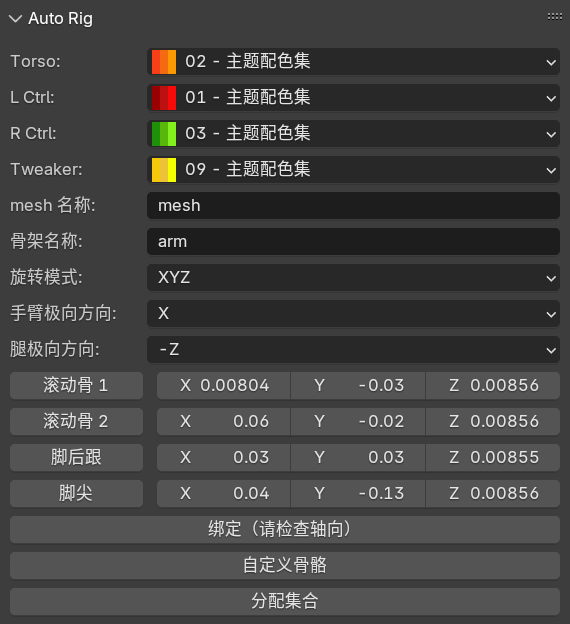 Auto Rig
Torso: 02 - 主题配色集
L Ctrl: 01 - 主题配色集
R Ctrl: 03 - 主题配色集
Tweaker: 09 - 主题配色集
mesh 名称: mesh
骨架名称: arm
旋转模式: XYZ
手臂极向方向: X
腿极向方向: -Z
滚动骨 1 X 0.00804 Y -0.03 Z 0.00856
滚动骨 2 X 0.06 Y -0.02 Z 0.00856
脚后跟 X 0.03 Y 0.03 Z 0.00855
脚尖 X 0.04 Y -0.13 Z 0.00856
绑定（请检查轴向）
自定义骨骼
分配集合